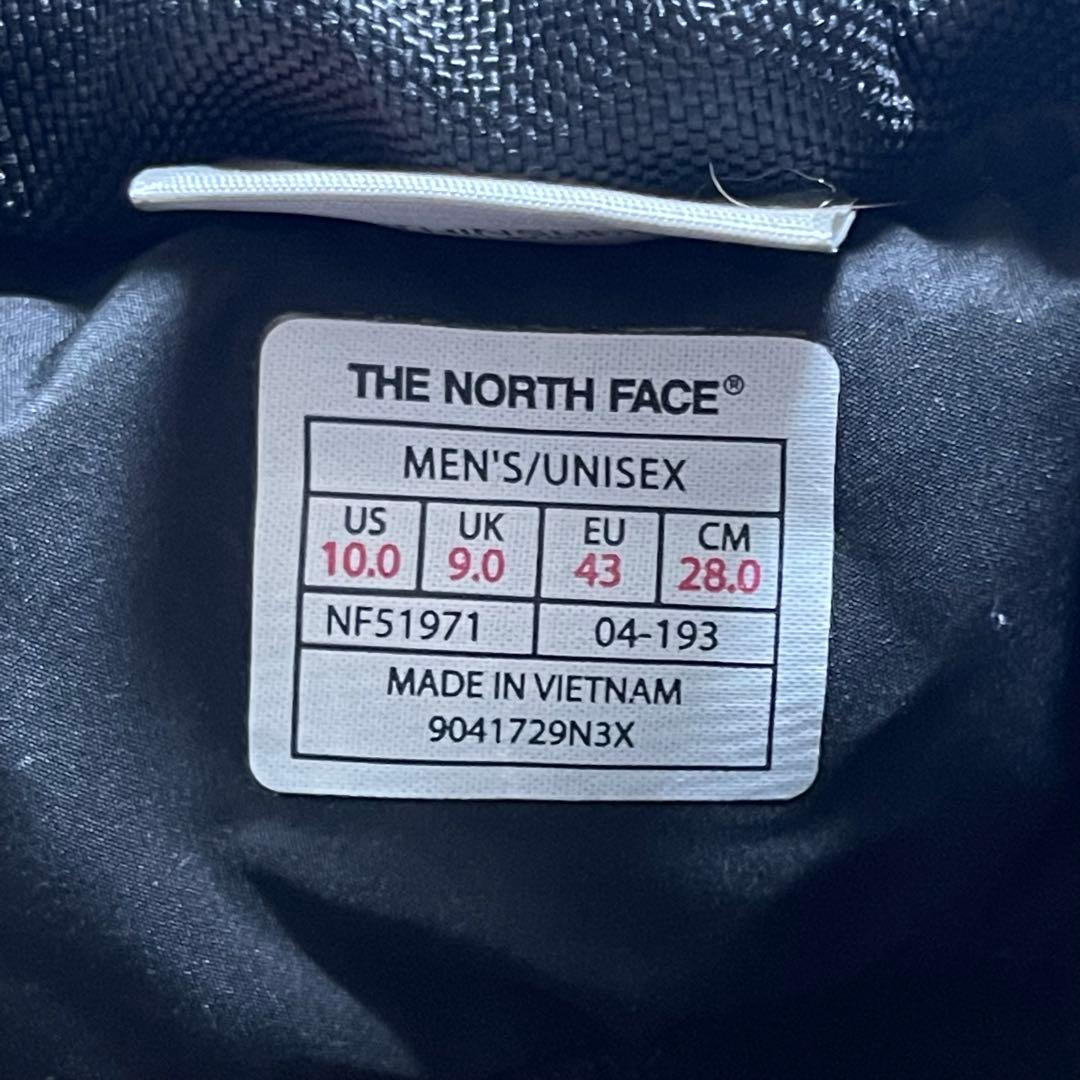 THE NORTH FACE®
MEN'S/UNISEX
US UK EU CM
10.0 9.0 43 28.0
NF51971 04-193
MADE IN VIETNAM
9041729N3X